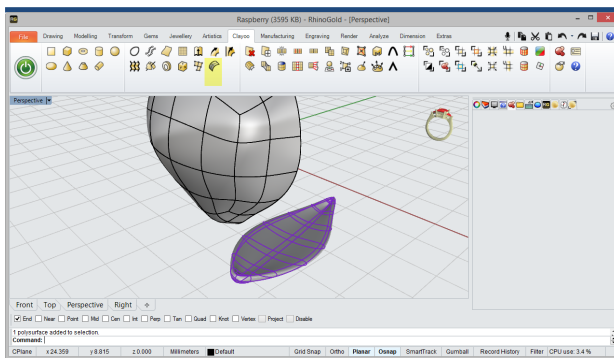 RG
Raspberry (3595 KB) - RhinoGold - [Perspective]
File Drawing Modelling Transform Gems Jewellery Artistics Clayoo Manufacturing Engraving Render Analyze Dimension Extras
Perspective
Front Top Perspective Right
End Near Point Mid Cen Int Perp Tan Quad Knot Vertex Project Disable
1 polysurface added to selection.
Command:
CPlane x 24.359 y 8.815 z 0.000 Millimeters Default Grid Snap Ortho Planar Osnap SmartTrack Gumball Record History Filter CPU use: 3.4 %